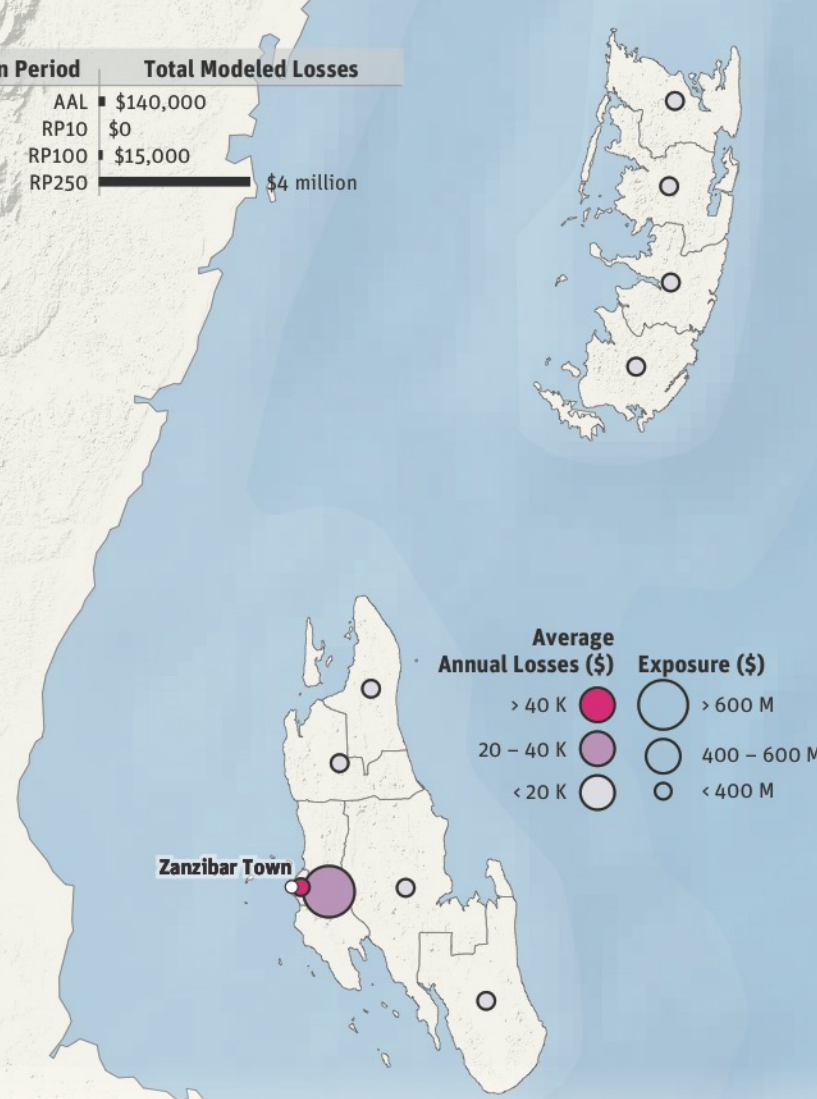 n Period Total Modeled Losses
AAL $140,000
RP10 $0
RP100 $15,000
RP250 $4 million
Average
Annual Losses ($) Exposure ($)
> 40 K > 600 M
20 – 40 K 400 – 600 M
< 20 K < 400 M
Zanzibar Town